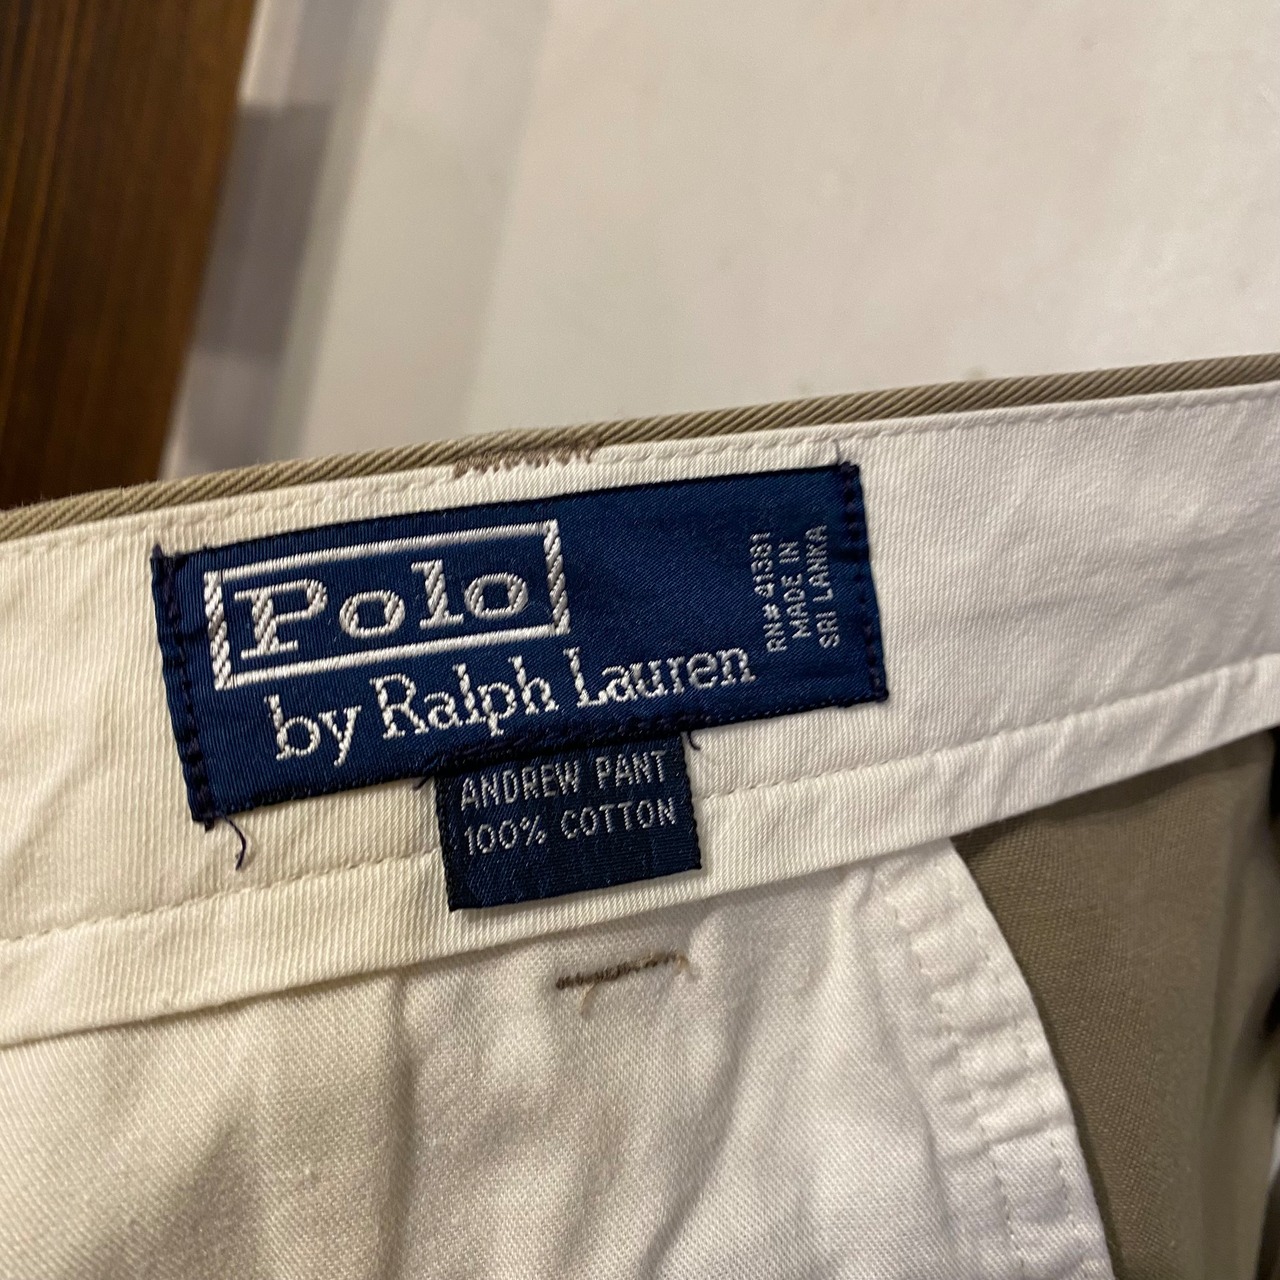 Polo
by Ralph Lauren
RN# 41381
MADE IN
SRI LANKA
ANDREW PANT
100% COTTON